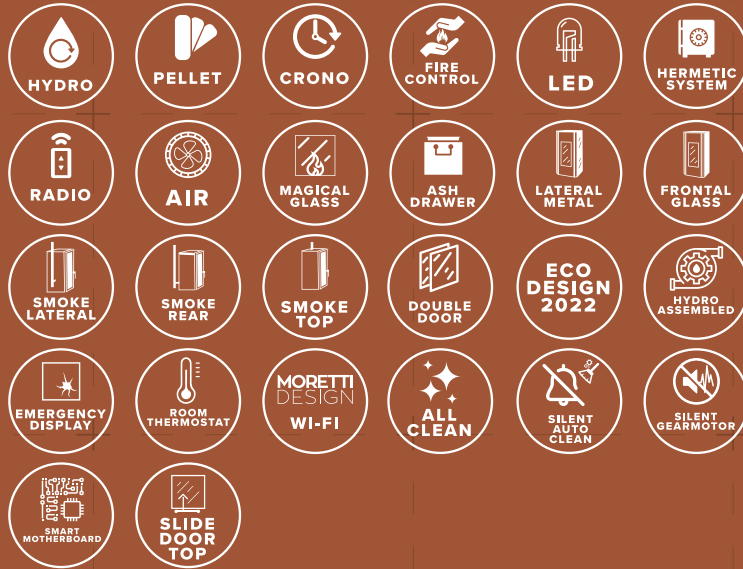 HYDRO
PELLET
CRONO
FIRE
CONTROL
LED
HERMETIC
SYSTEM
RADIO
AIR
MAGICAL
GLASS
ASH
DRAWER
LATERAL
METAL
FRONTAL
GLASS
SMOKE
LATERAL
SMOKE
REAR
SMOKE
TOP
DOUBLE
DOOR
ECO
DESIGN
2022
HYDRO
ASSEMBLED
EMERGENCY
DISPLAY
ROOM
THERMOSTAT
MORETTI
DESIGN
WI-FI
ALL
CLEAN
SILENT
AUTO
CLEAN
SILENT
GEARMOTOR
SMART
MOTHERBOARD
SLIDE
DOOR
TOP